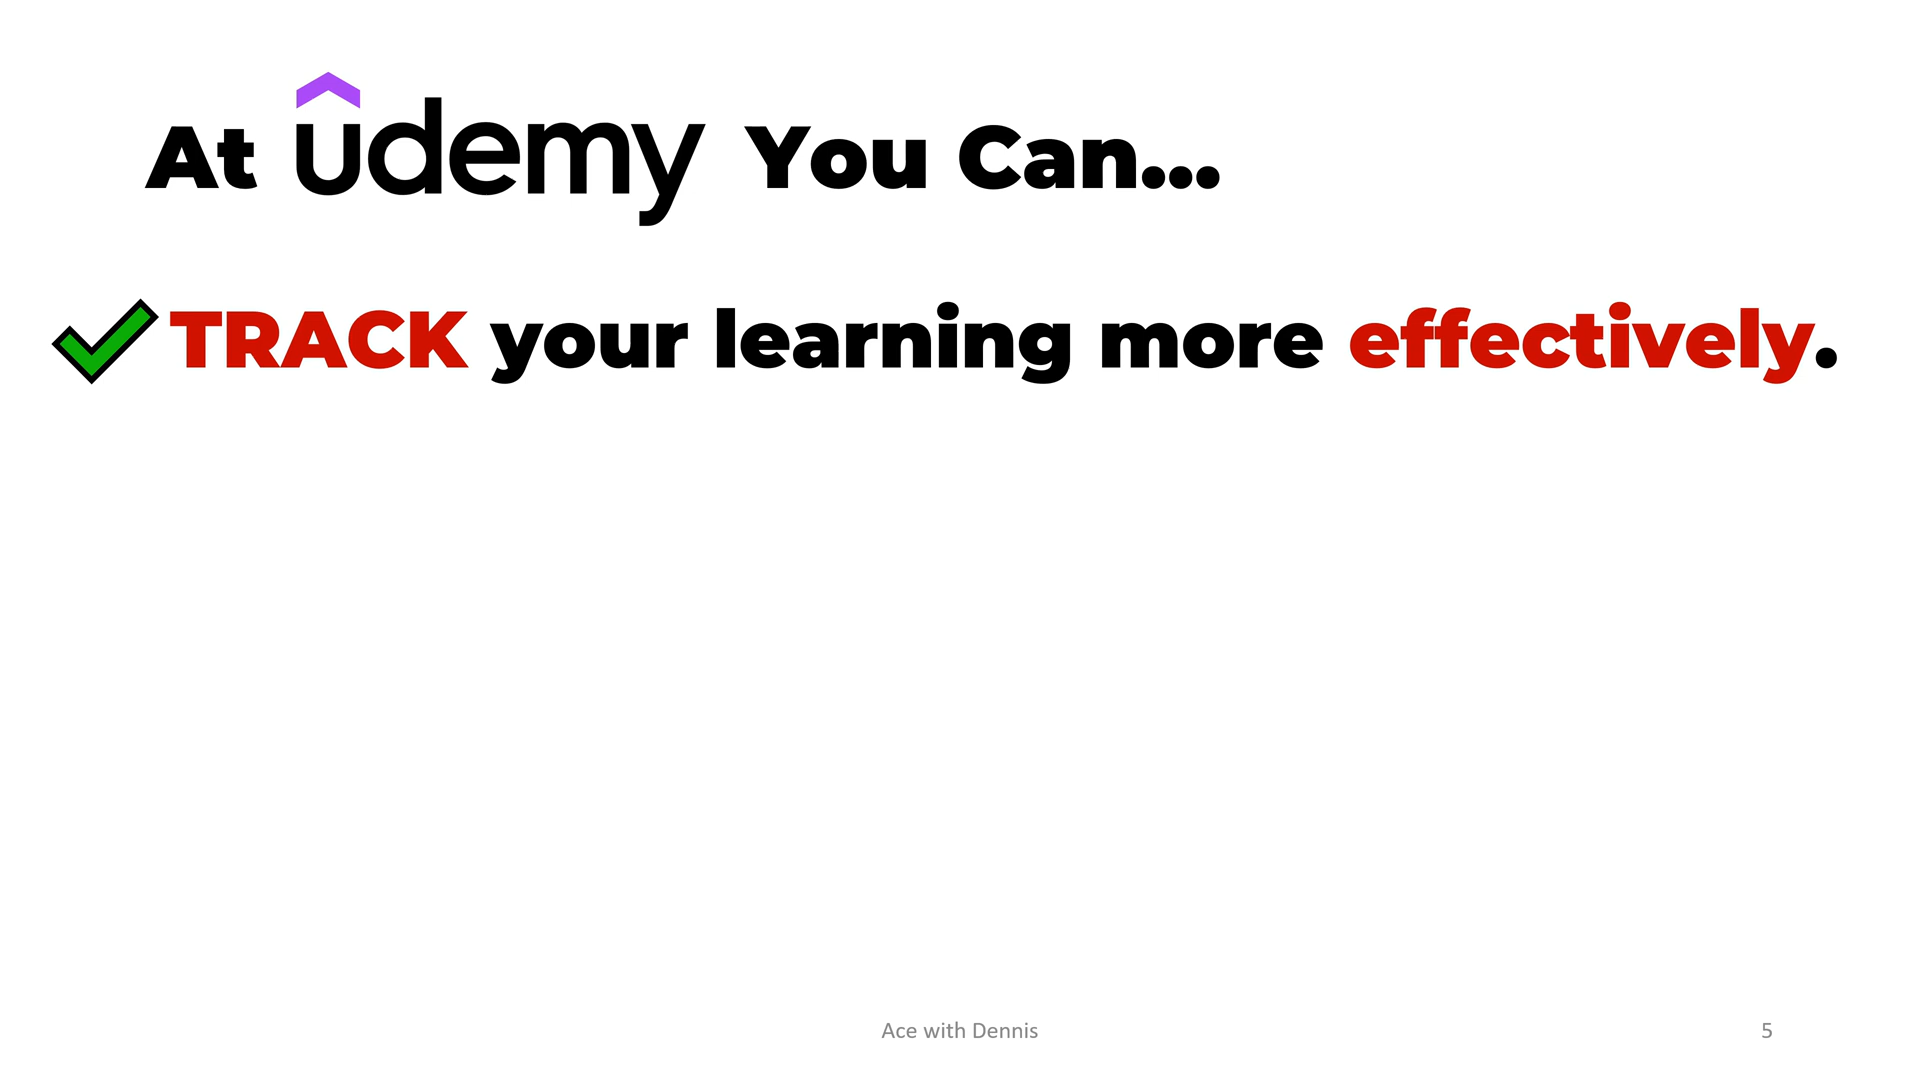 At udemy You Can...
TRACK your learning more effectively.
Ace with Dennis
5